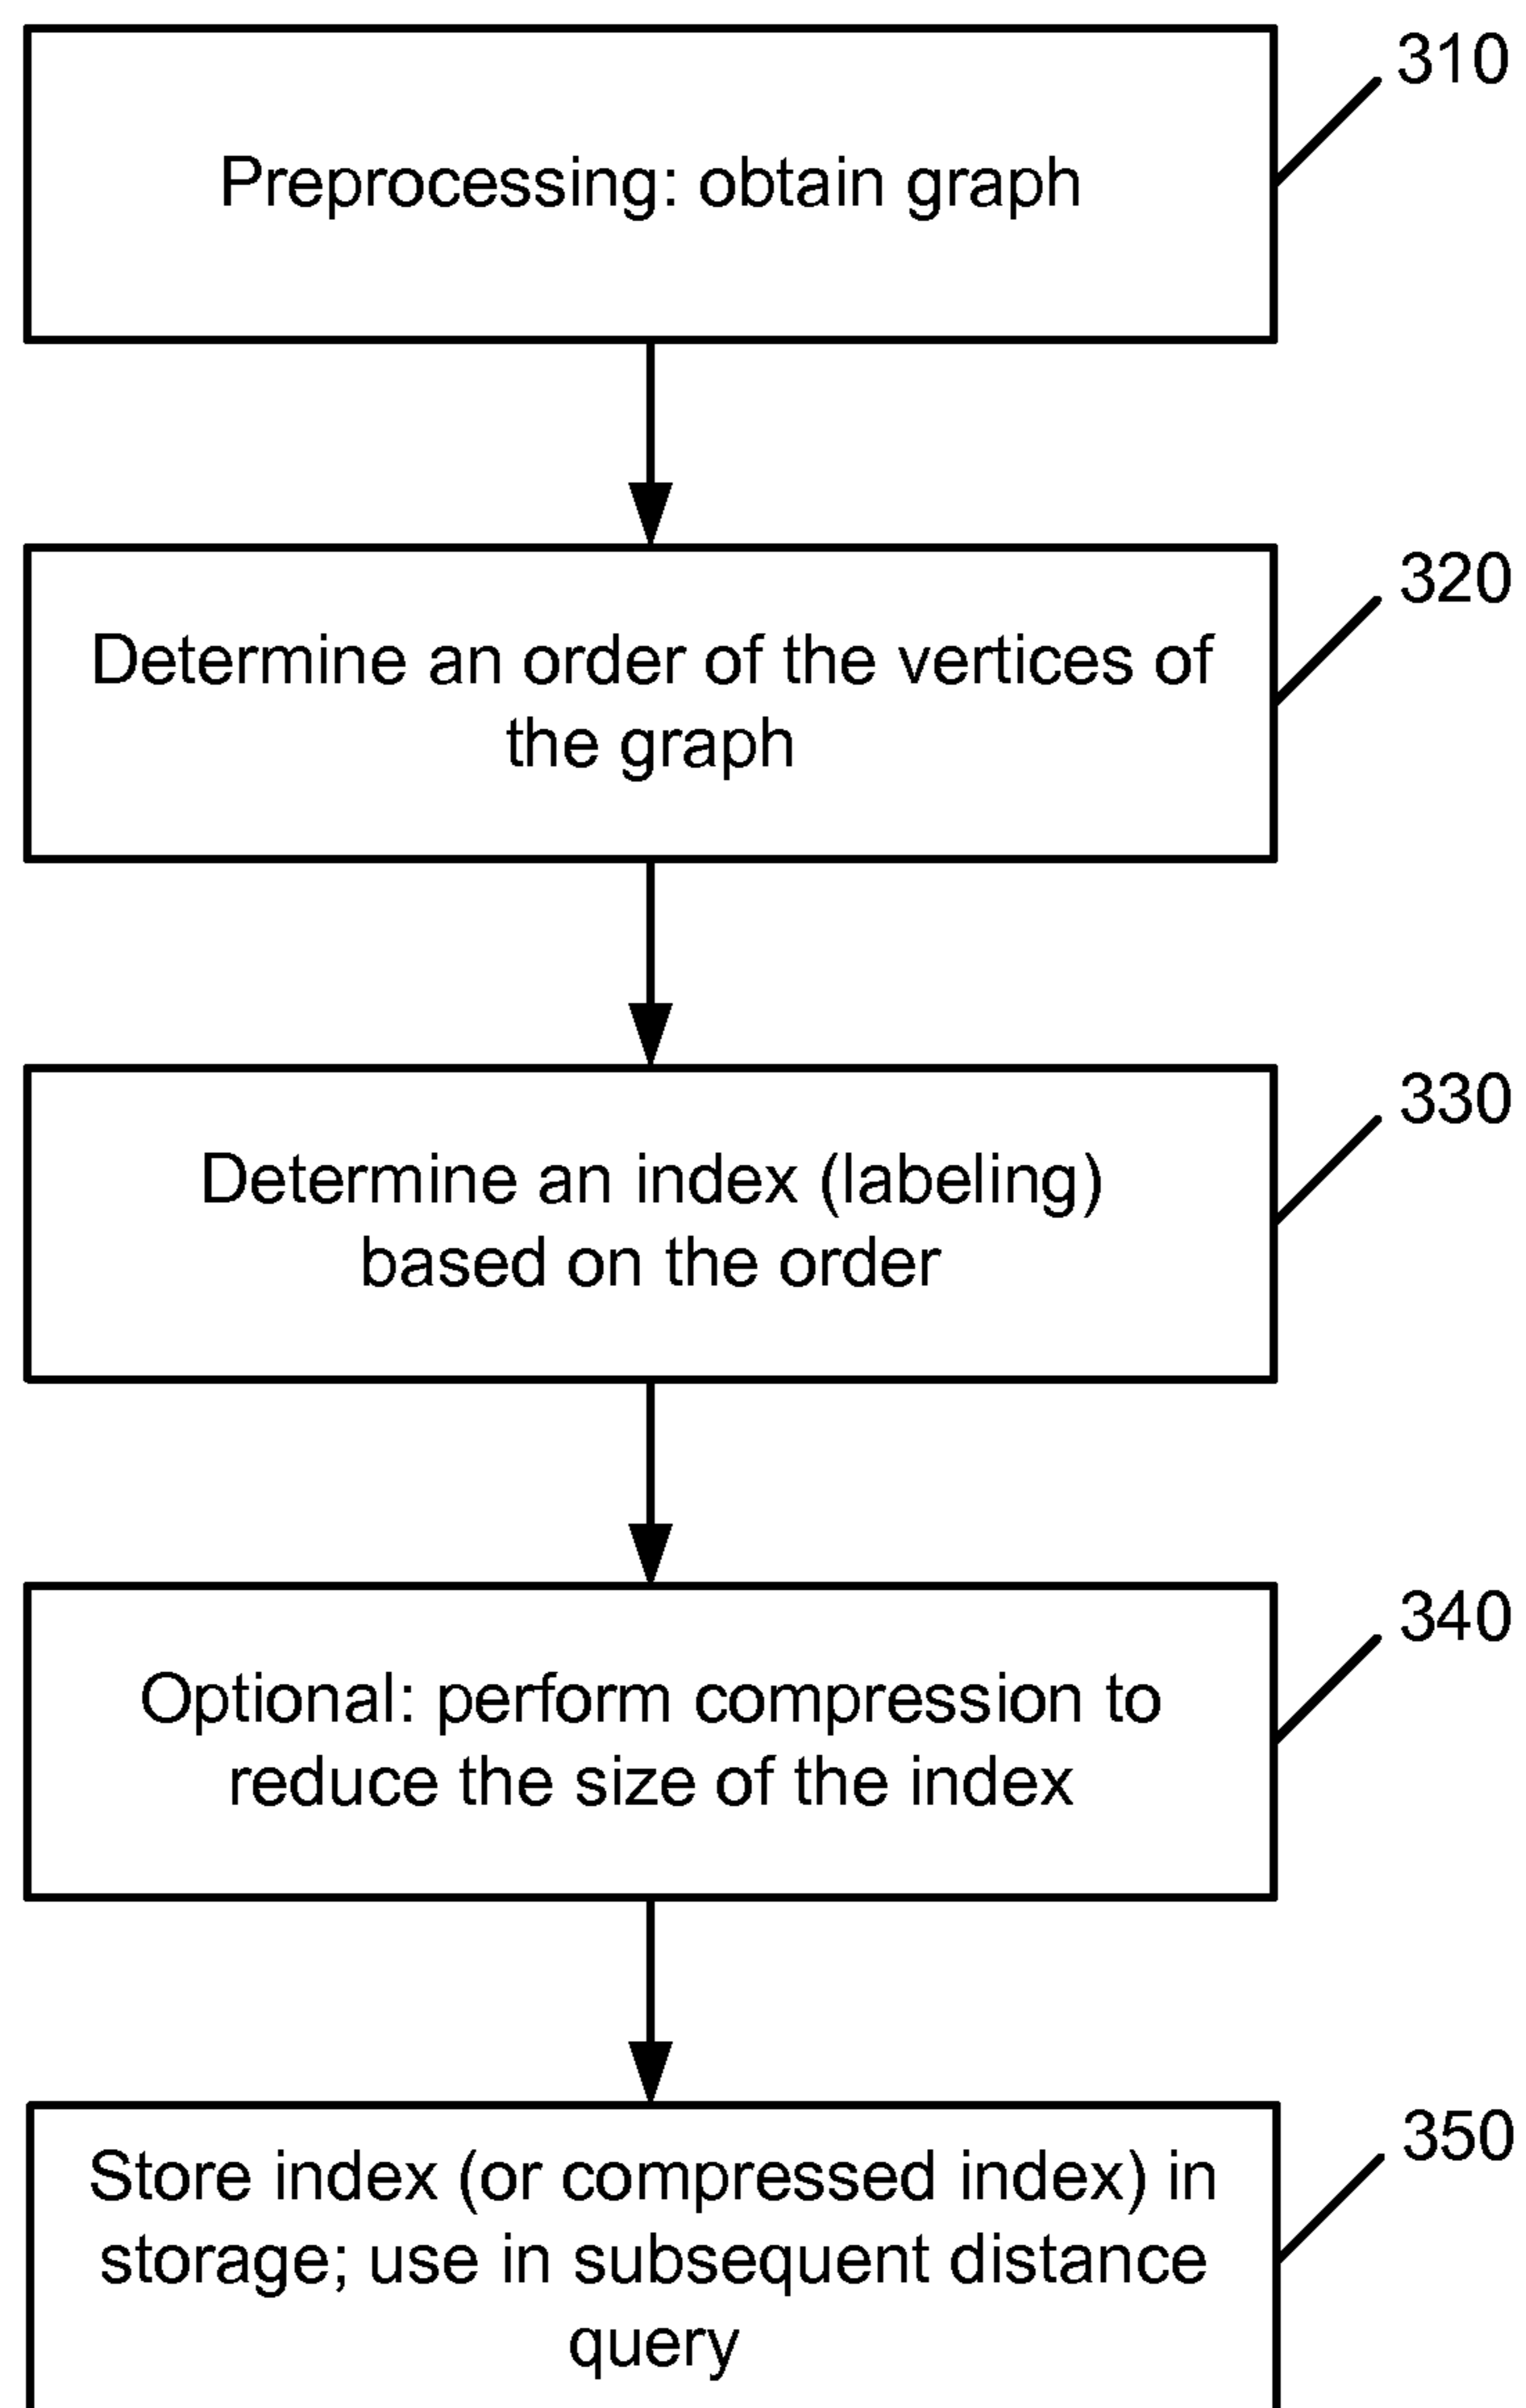 310
Preprocessing: obtain graph
320
Determine an order of the vertices of
the graph
330
Determine an index (labeling)
based on the order
340
Optional: perform compression to
reduce the size of the index
350
Store index (or compressed index) in
storage; use in subsequent distance
query